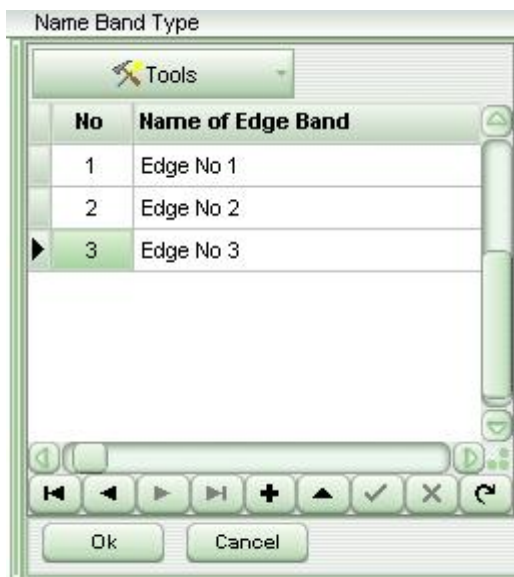 Name Band Type
Tools
No Name of Edge Band
1 Edge No 1
2 Edge No 2
3 Edge No 3
Ok Cancel